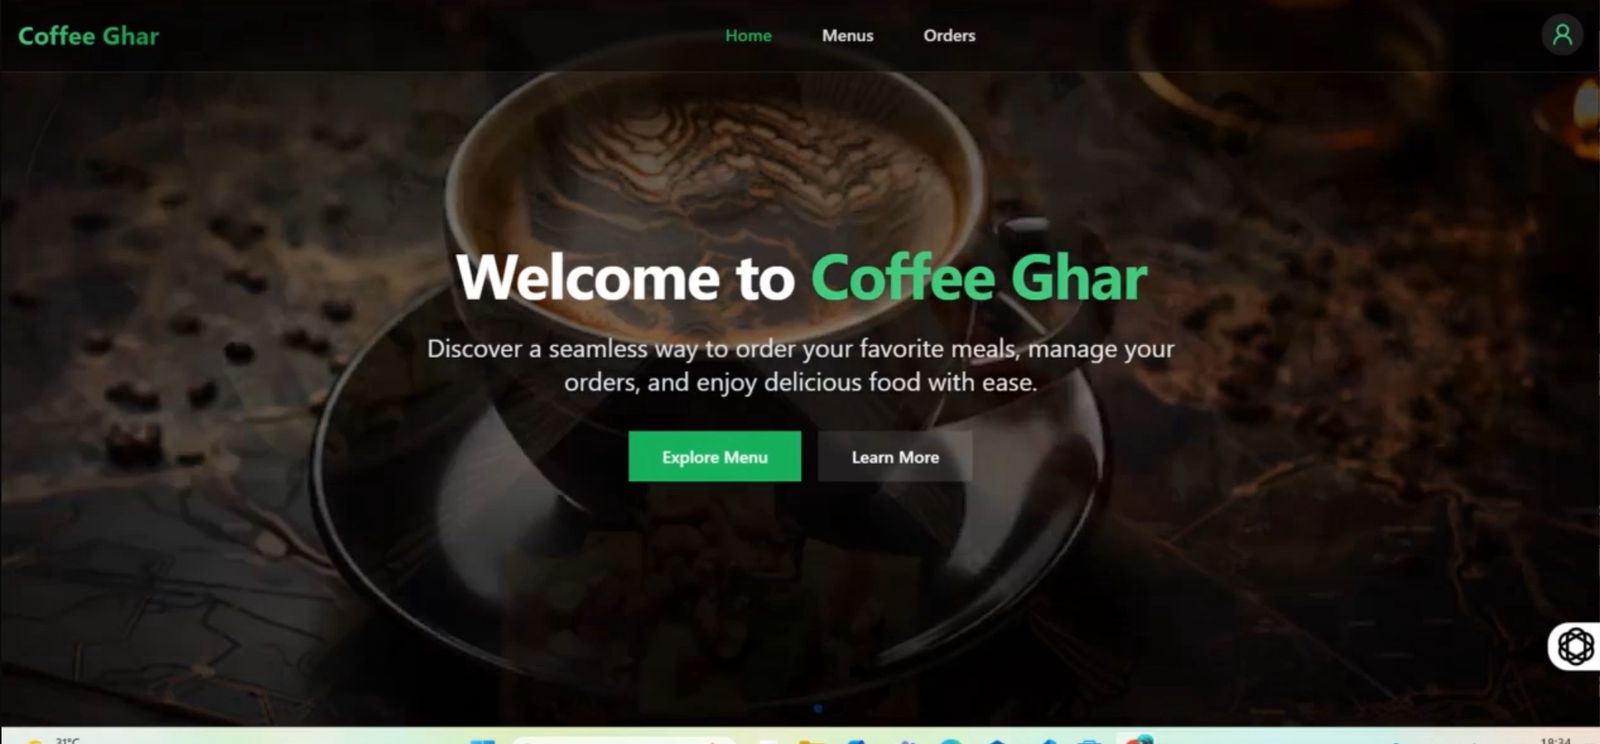 Coffee Ghar
Home Menus Orders
Welcome to Coffee Ghar
Discover a seamless way to order your favorite meals, manage your
orders, and enjoy delicious food with ease.
Explore Menu Learn More
31°C
18:34